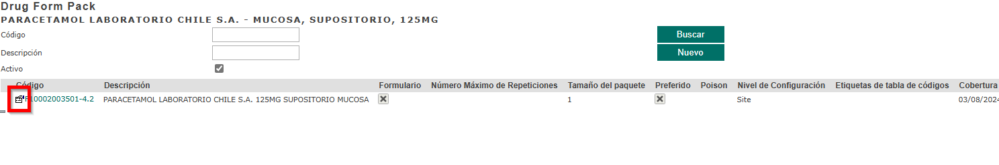 Drug Form Pack
PARACETAMOL LABORATORIO CHILE S.A. - MUCOSA, SUPOSITORIO, 125MG
Código
Buscar
Descripción
Nuevo
Activo
Código Descripción Formulario Número Máximo de Repeticiones Tamaño del paquete Preferido Poison Nivel de Configuración Etiquetas de tabla de códigos Cobertura
10002003501-4.2 PARACETAMOL LABORATORIO CHILE S.A. 125MG SUPOSITORIO MUCOSA 1 Site 03/08/2024